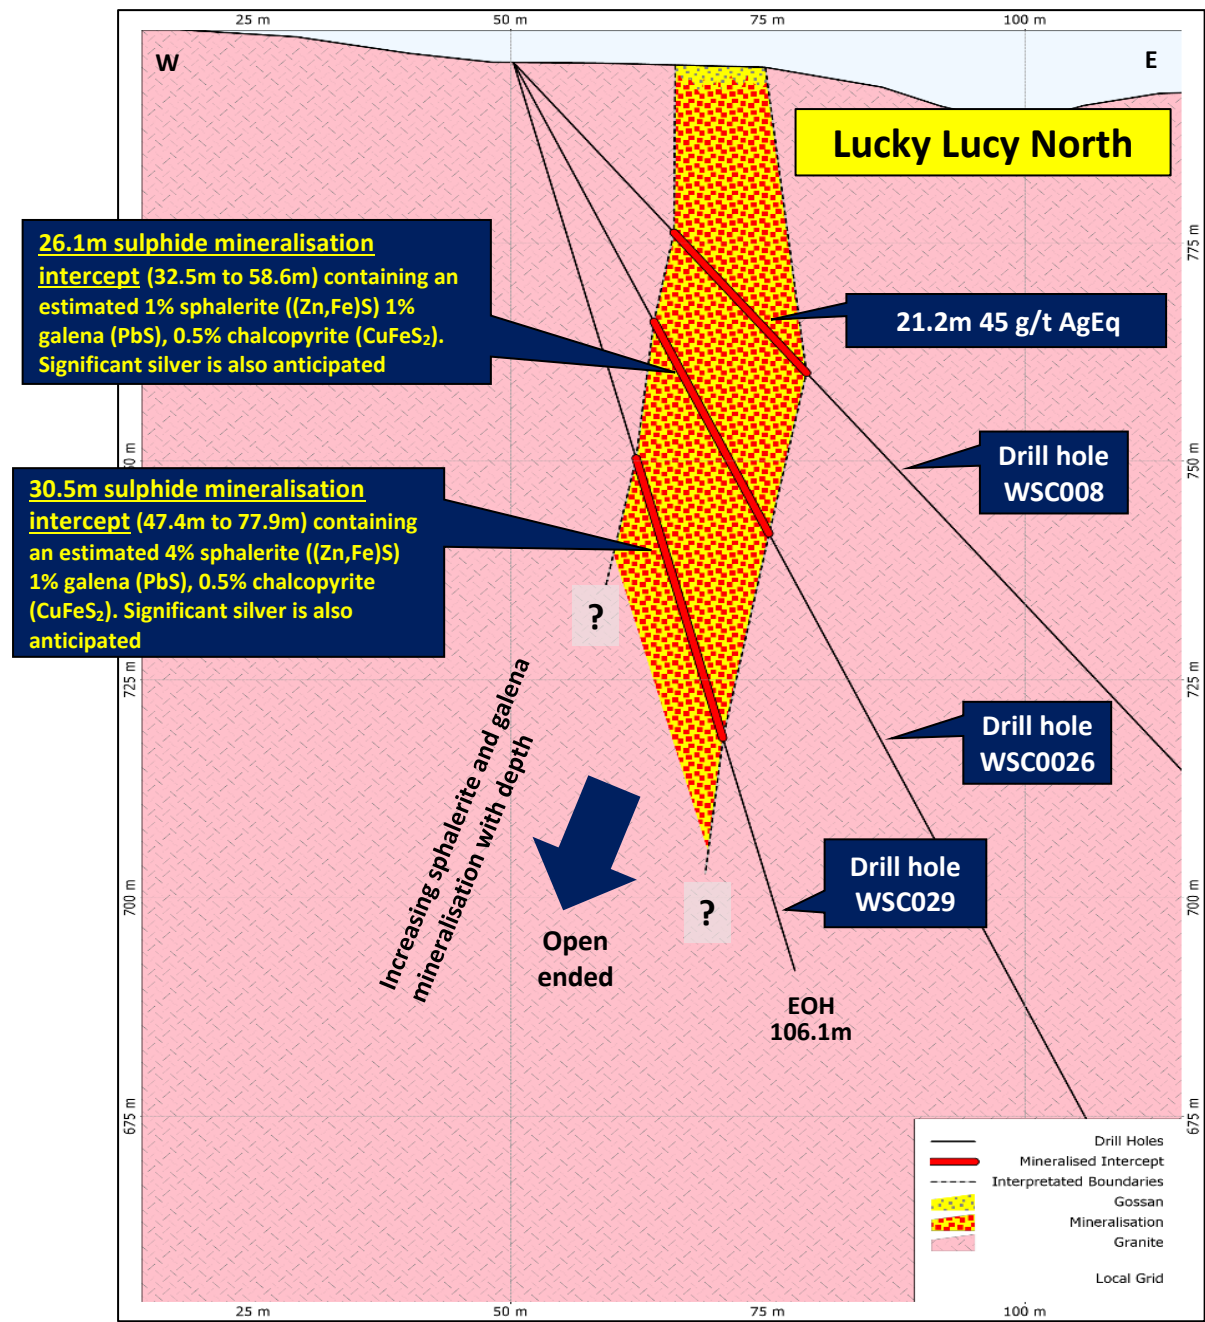 25 m 50 m 75 m 100 m
W
E
Lucky Lucy North
775 m
26.1m sulphide mineralisation
intercept (32.5m to 58.6m) containing an
estimated 1% sphalerite ((Zn,Fe)S) 1%
galena (PbS), 0.5% chalcopyrite (CuFeS₂).
Significant silver is also anticipated
21.2m 45 g/t AgEq
Drill hole
WSC008
750 m
30.5m sulphide mineralisation
intercept (47.4m to 77.9m) containing
an estimated 4% sphalerite ((Zn,Fe)S)
1% galena (PbS), 0.5% chalcopyrite
(CuFeS₂). Significant silver is also
anticipated
?
725 m
725 m
Increasing sphalerite and galena
mineralisation with depth
Drill hole
WSC0026
Drill hole
WSC029
700 m
700 m
?
Open
ended
EOH
106.1m
675 m
675 m
Drill Holes
Mineralised Intercept
Interpretated Boundaries
Gossan
Mineralisation
Granite
Local Grid
25 m 50 m 75 m 100 m